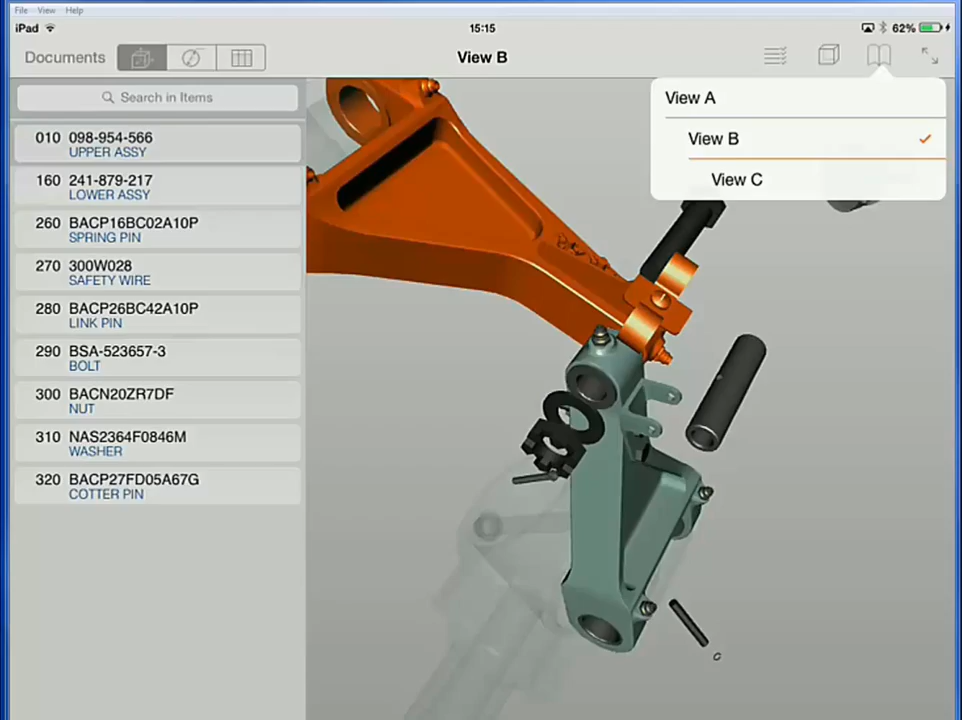 File View Help
iPad 15:15 62%
Documents View B
Search in Items
View A
View B
View C
010 098-954-566
UPPER ASSY
160 241-879-217
LOWER ASSY
260 BACP16BC02A10P
SPRING PIN
270 300W028
SAFETY WIRE
280 BACP26BC42A10P
LINK PIN
290 BSA-523657-3
BOLT
300 BACN20ZR7DF
NUT
310 NAS2364F0846M
WASHER
320 BACP27FD05A67G
COTTER PIN